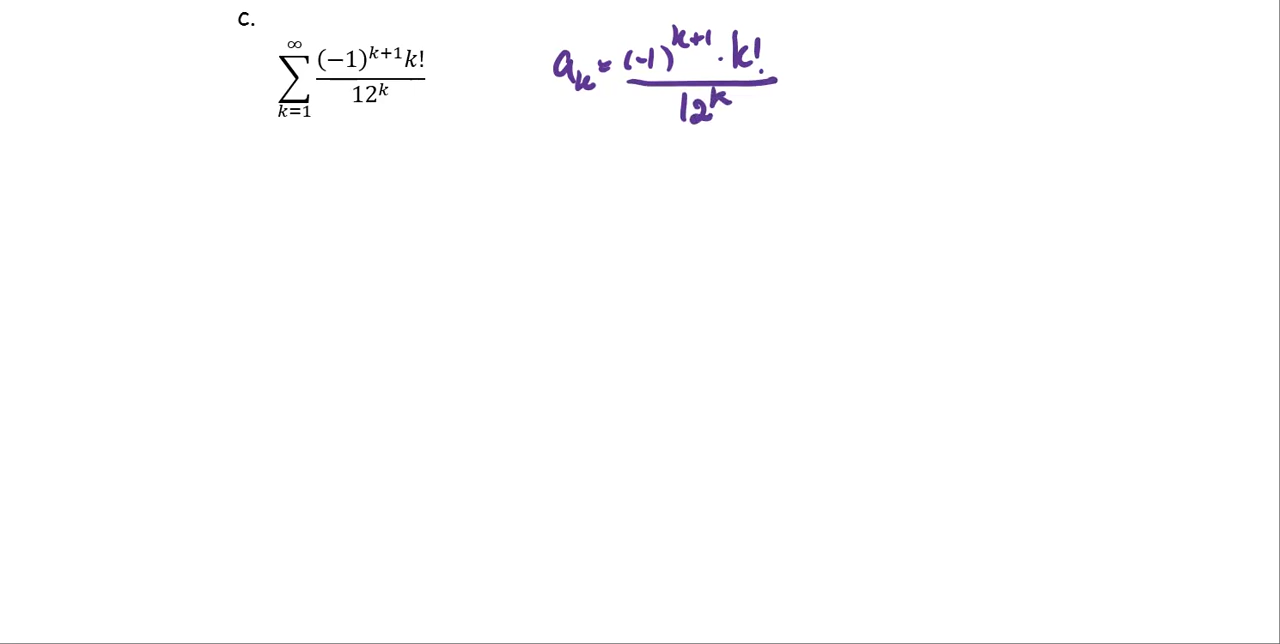 c.
∞
∑ (−1)^{k+1}k! / 12^k
k=1
a_k = (-1)^{k+1} · k! / 12^k